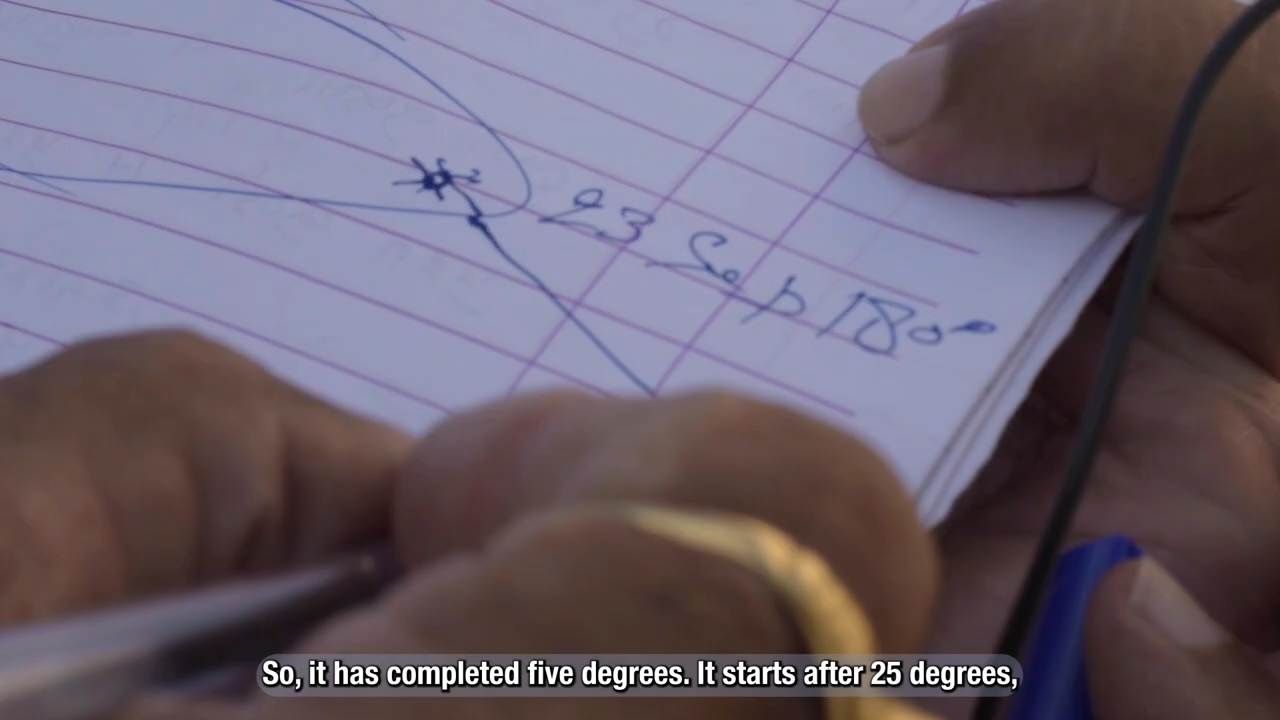 23 Sep 180°
So, it has completed five degrees. It starts after 25 degrees,